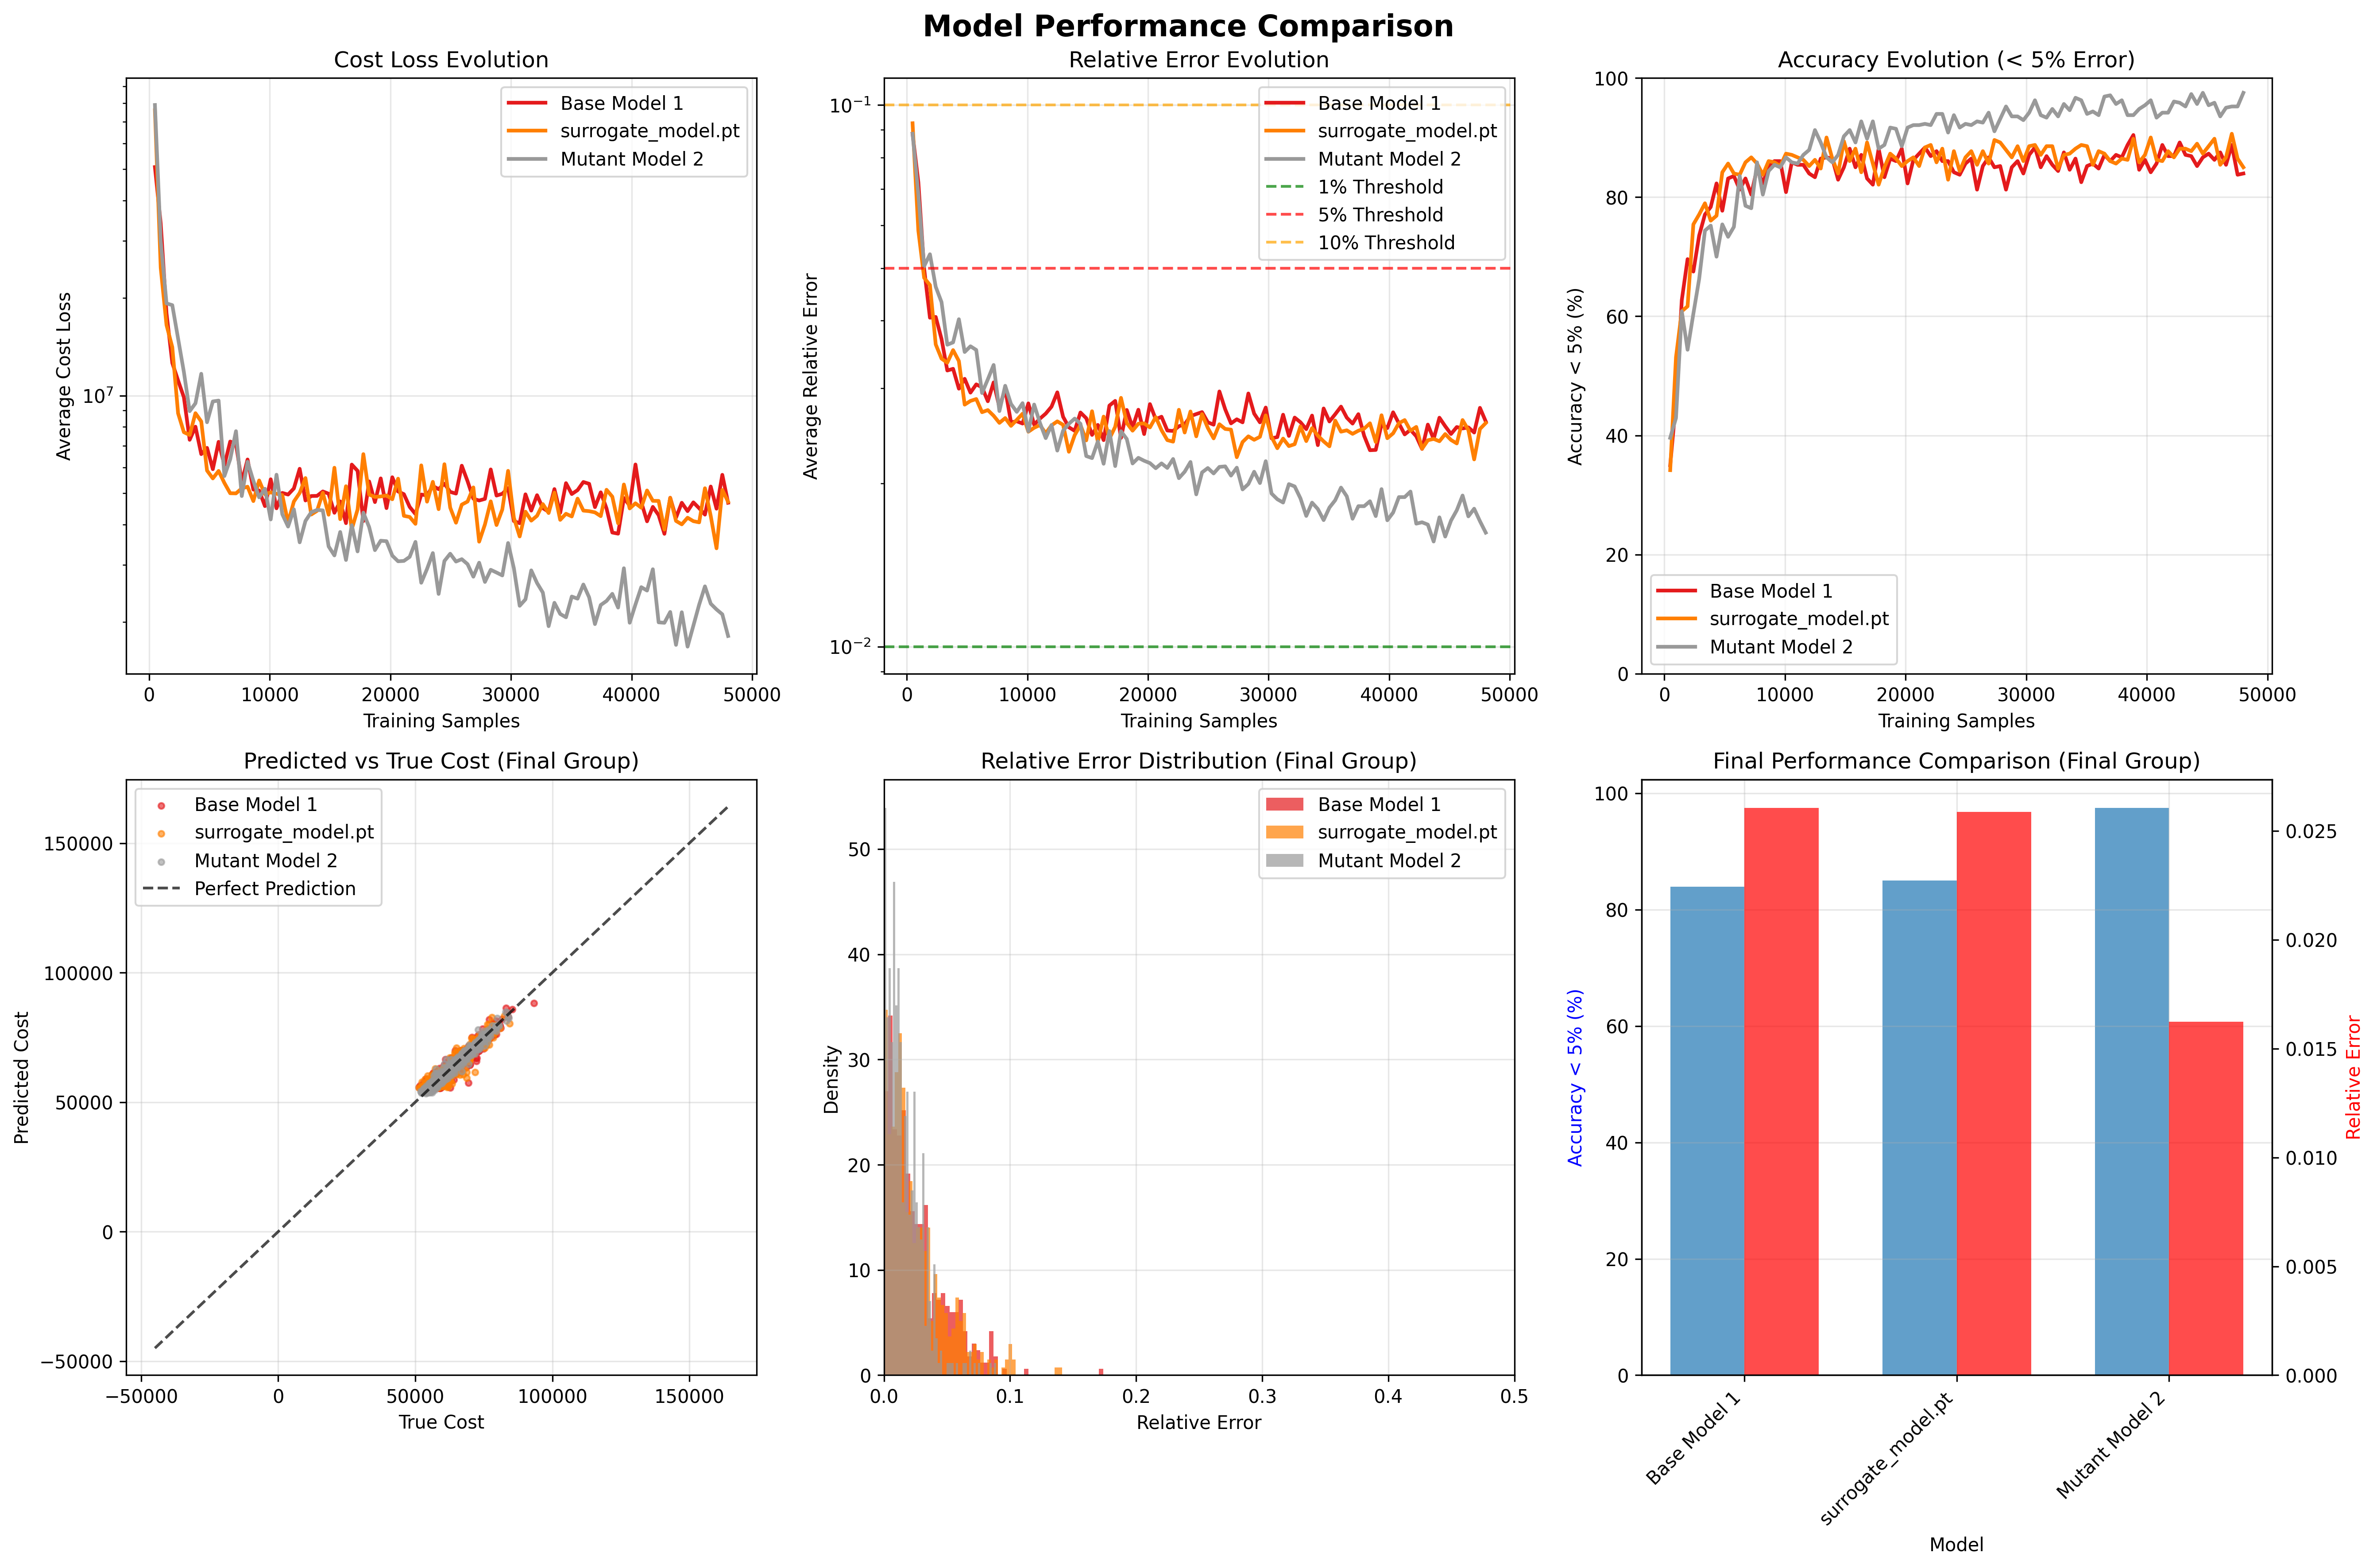 Model Performance Comparison
Cost Loss Evolution
Average Cost Loss
10^7
0
10000
20000
30000
40000
50000
Training Samples
Base Model 1
surrogate_model.pt
Mutant Model 2
Relative Error Evolution
Average Relative Error
10^-1
10^-2
0
10000
20000
30000
40000
50000
Training Samples
Base Model 1
surrogate_model.pt
Mutant Model 2
1% Threshold
5% Threshold
10% Threshold
Accuracy Evolution (< 5% Error)
Accuracy < 5% (%)
100
80
60
40
20
0
0
10000
20000
30000
40000
50000
Training Samples
Base Model 1
surrogate_model.pt
Mutant Model 2
Predicted vs True Cost (Final Group)
Predicted Cost
150000
100000
50000
0
−50000
−50000
0
50000
100000
150000
True Cost
Base Model 1
surrogate_model.pt
Mutant Model 2
Perfect Prediction
Relative Error Distribution (Final Group)
Density
50
40
30
20
10
0
0.0
0.1
0.2
0.3
0.4
0.5
Relative Error
Base Model 1
surrogate_model.pt
Mutant Model 2
Final Performance Comparison (Final Group)
Accuracy < 5% (%)
100
80
60
40
20
0
0.025
0.020
0.015
0.010
0.005
0.000
Relative Error
Base Model 1
surrogate_model.pt
Mutant Model 2
Model